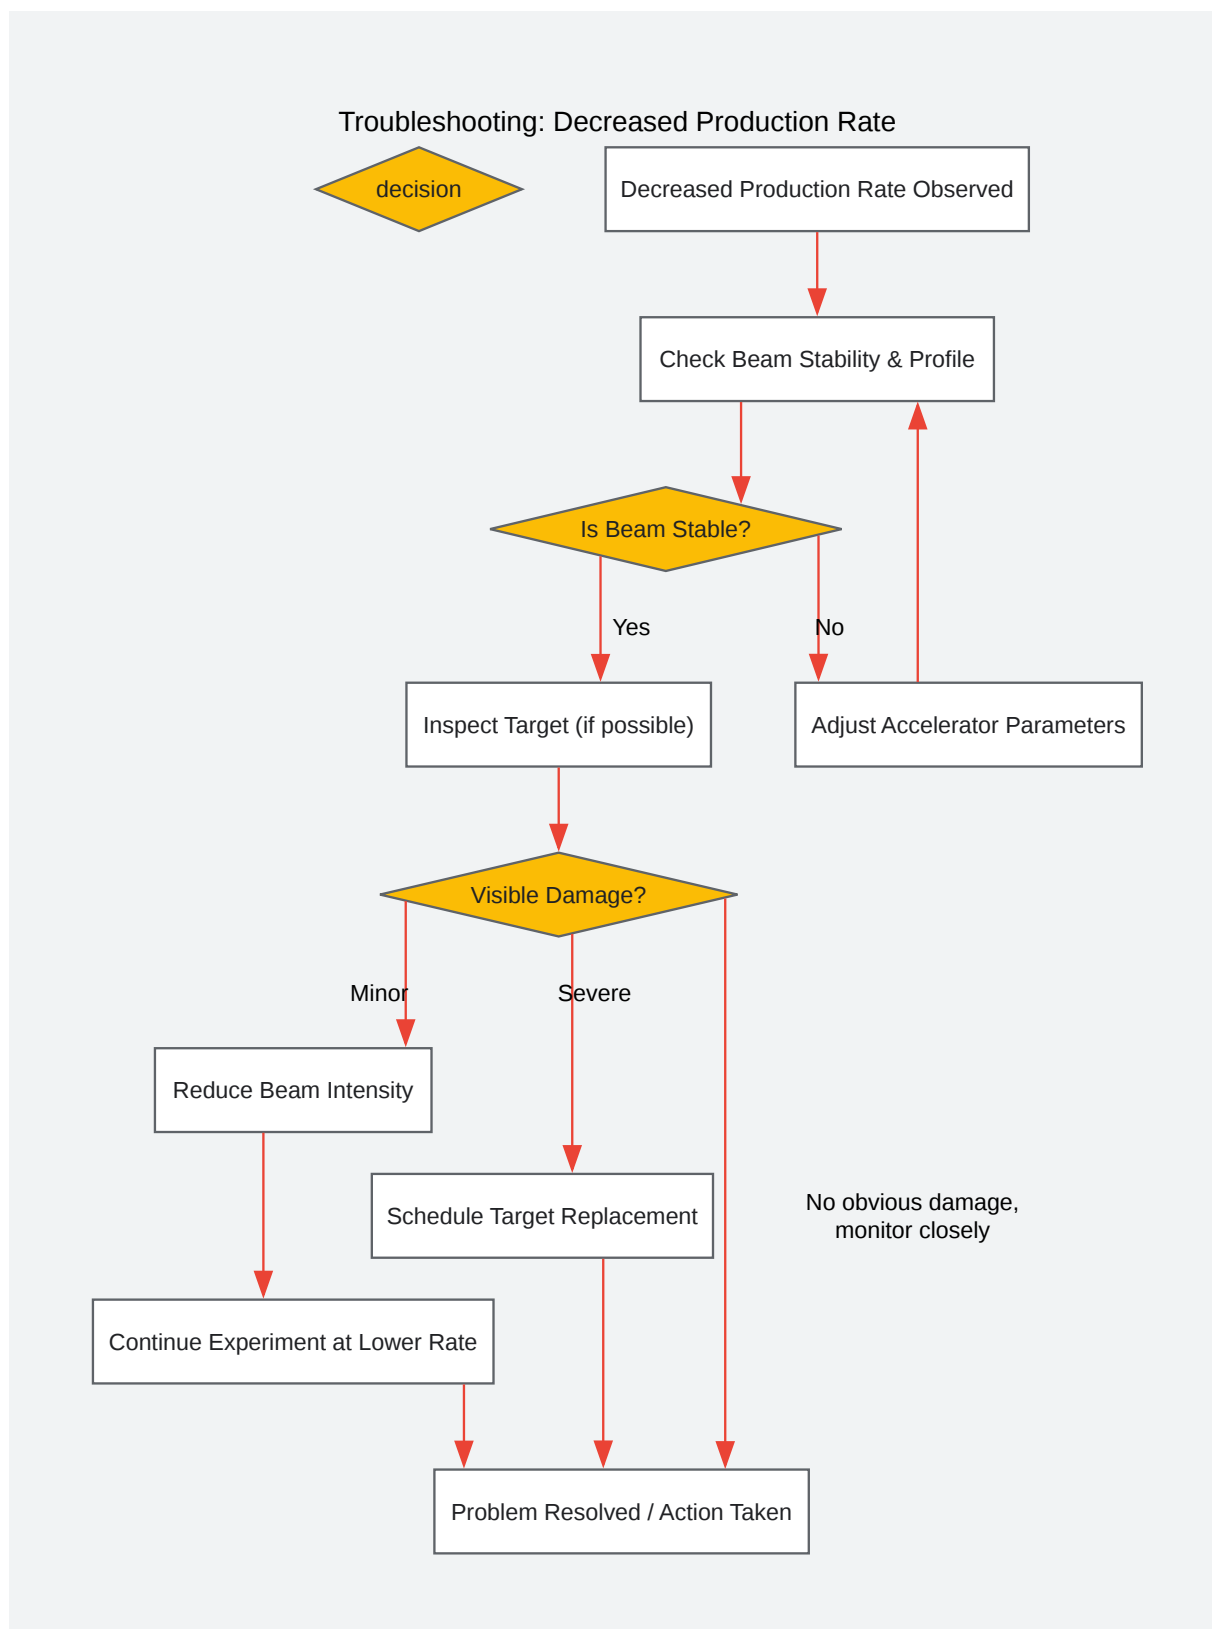 Troubleshooting: Decreased Production Rate
decision
Decreased Production Rate Observed
Check Beam Stability & Profile
Is Beam Stable?
Yes
No
Inspect Target (if possible)
Adjust Accelerator Parameters
Visible Damage?
Minor
Severe
Reduce Beam Intensity
Schedule Target Replacement
No obvious damage,
monitor closely
Continue Experiment at Lower Rate
Problem Resolved / Action Taken